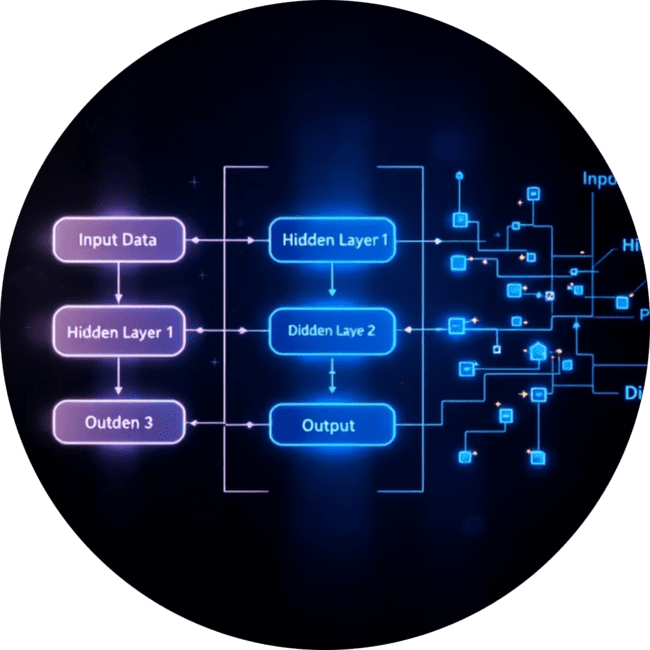 Input Data
Hidden Layer 1
Outden 3
Hidden Layer 1
Didden Laye 2
Output
Inpo
Hi
P
Di